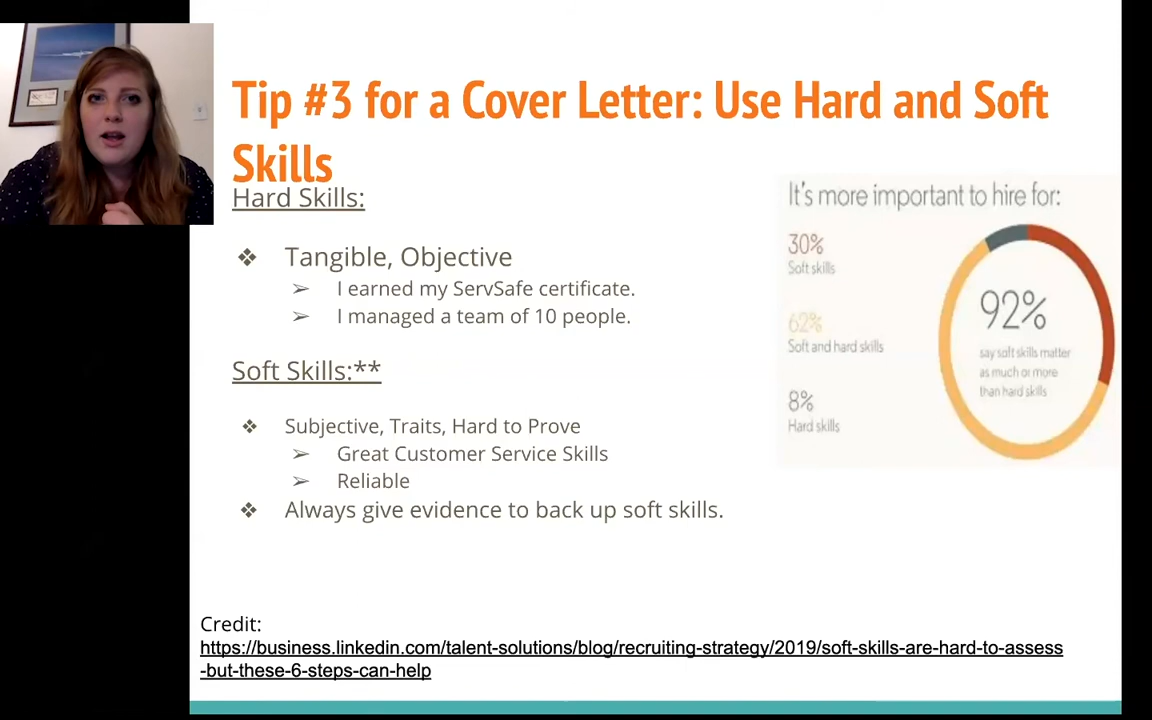 Tip #3 for a Cover Letter: Use Hard and Soft
Skills
Hard Skills:
❖ Tangible, Objective
➢ I earned my ServSafe certificate.
➢ I managed a team of 10 people.
Soft Skills:**
❖ Subjective, Traits, Hard to Prove
➢ Great Customer Service Skills
➢ Reliable
❖ Always give evidence to back up soft skills.
It's more important to hire for:
30%
Soft skills
62%
Soft and hard skills
8%
Hard skills
92%
say soft skills matter
as much or more
than hard skills
Credit:
https://business.linkedin.com/talent-solutions/blog/recruiting-strategy/2019/soft-skills-are-hard-to-assess
-but-these-6-steps-can-help